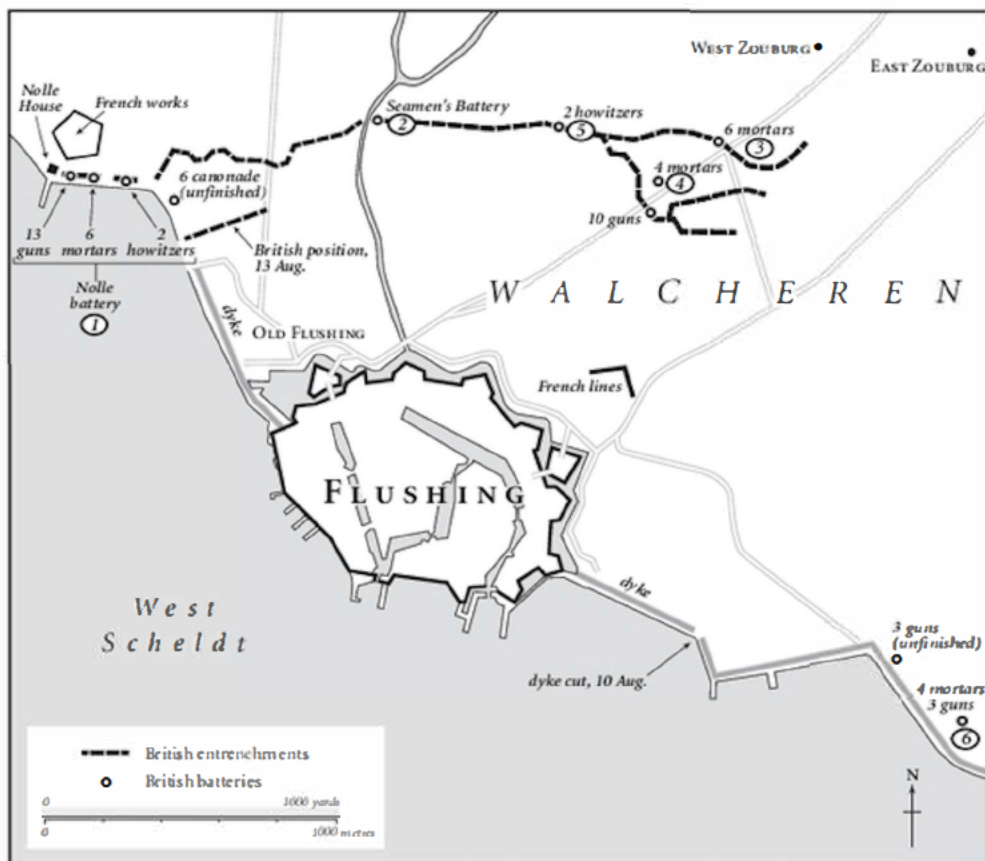 WEST ZOUBURG
EAST ZOUBURG
Nolle
House
French works
Seamen's Battery
2
2 howitzers
5
6 mortars
3
4 mortars
4
6 canonade
(unfinished)
10 guns
13
guns
6
mortars
2
howitzers
British position,
13 Aug.
Nolle
battery
1
WALCHEREN
dyke
OLD FLUSHING
French lines
FLUSHING
West
Scheldt
dyke
dyke cut, 10 Aug.
3 guns
(unfinished)
4 mortars
3 guns
6
British entrenchments
British batteries
0 1000 yards
0 1000 metres
N